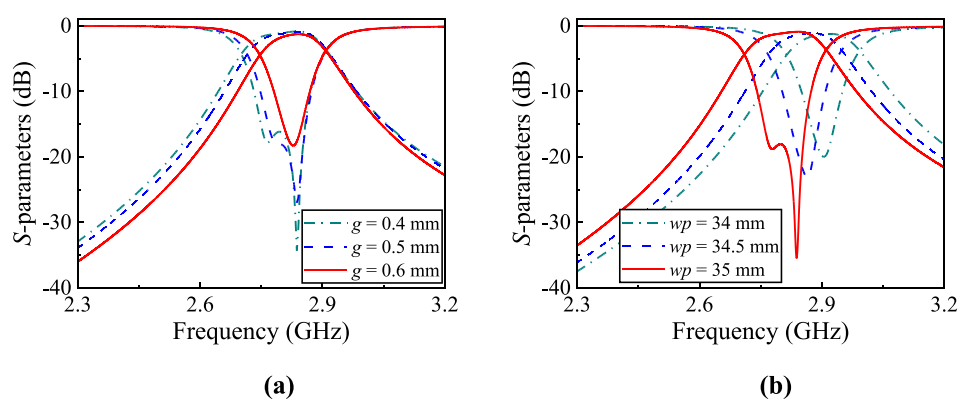 0
-10
-20
-30
-40
S-parameters (dB)
2.3 2.6 2.9 3.2
Frequency (GHz)
g = 0.4 mm
g = 0.5 mm
g = 0.6 mm
(a)
0
-10
-20
-30
-40
S-parameters (dB)
2.3 2.6 2.9 3.2
Frequency (GHz)
wp = 34 mm
wp = 34.5 mm
wp = 35 mm
(b)